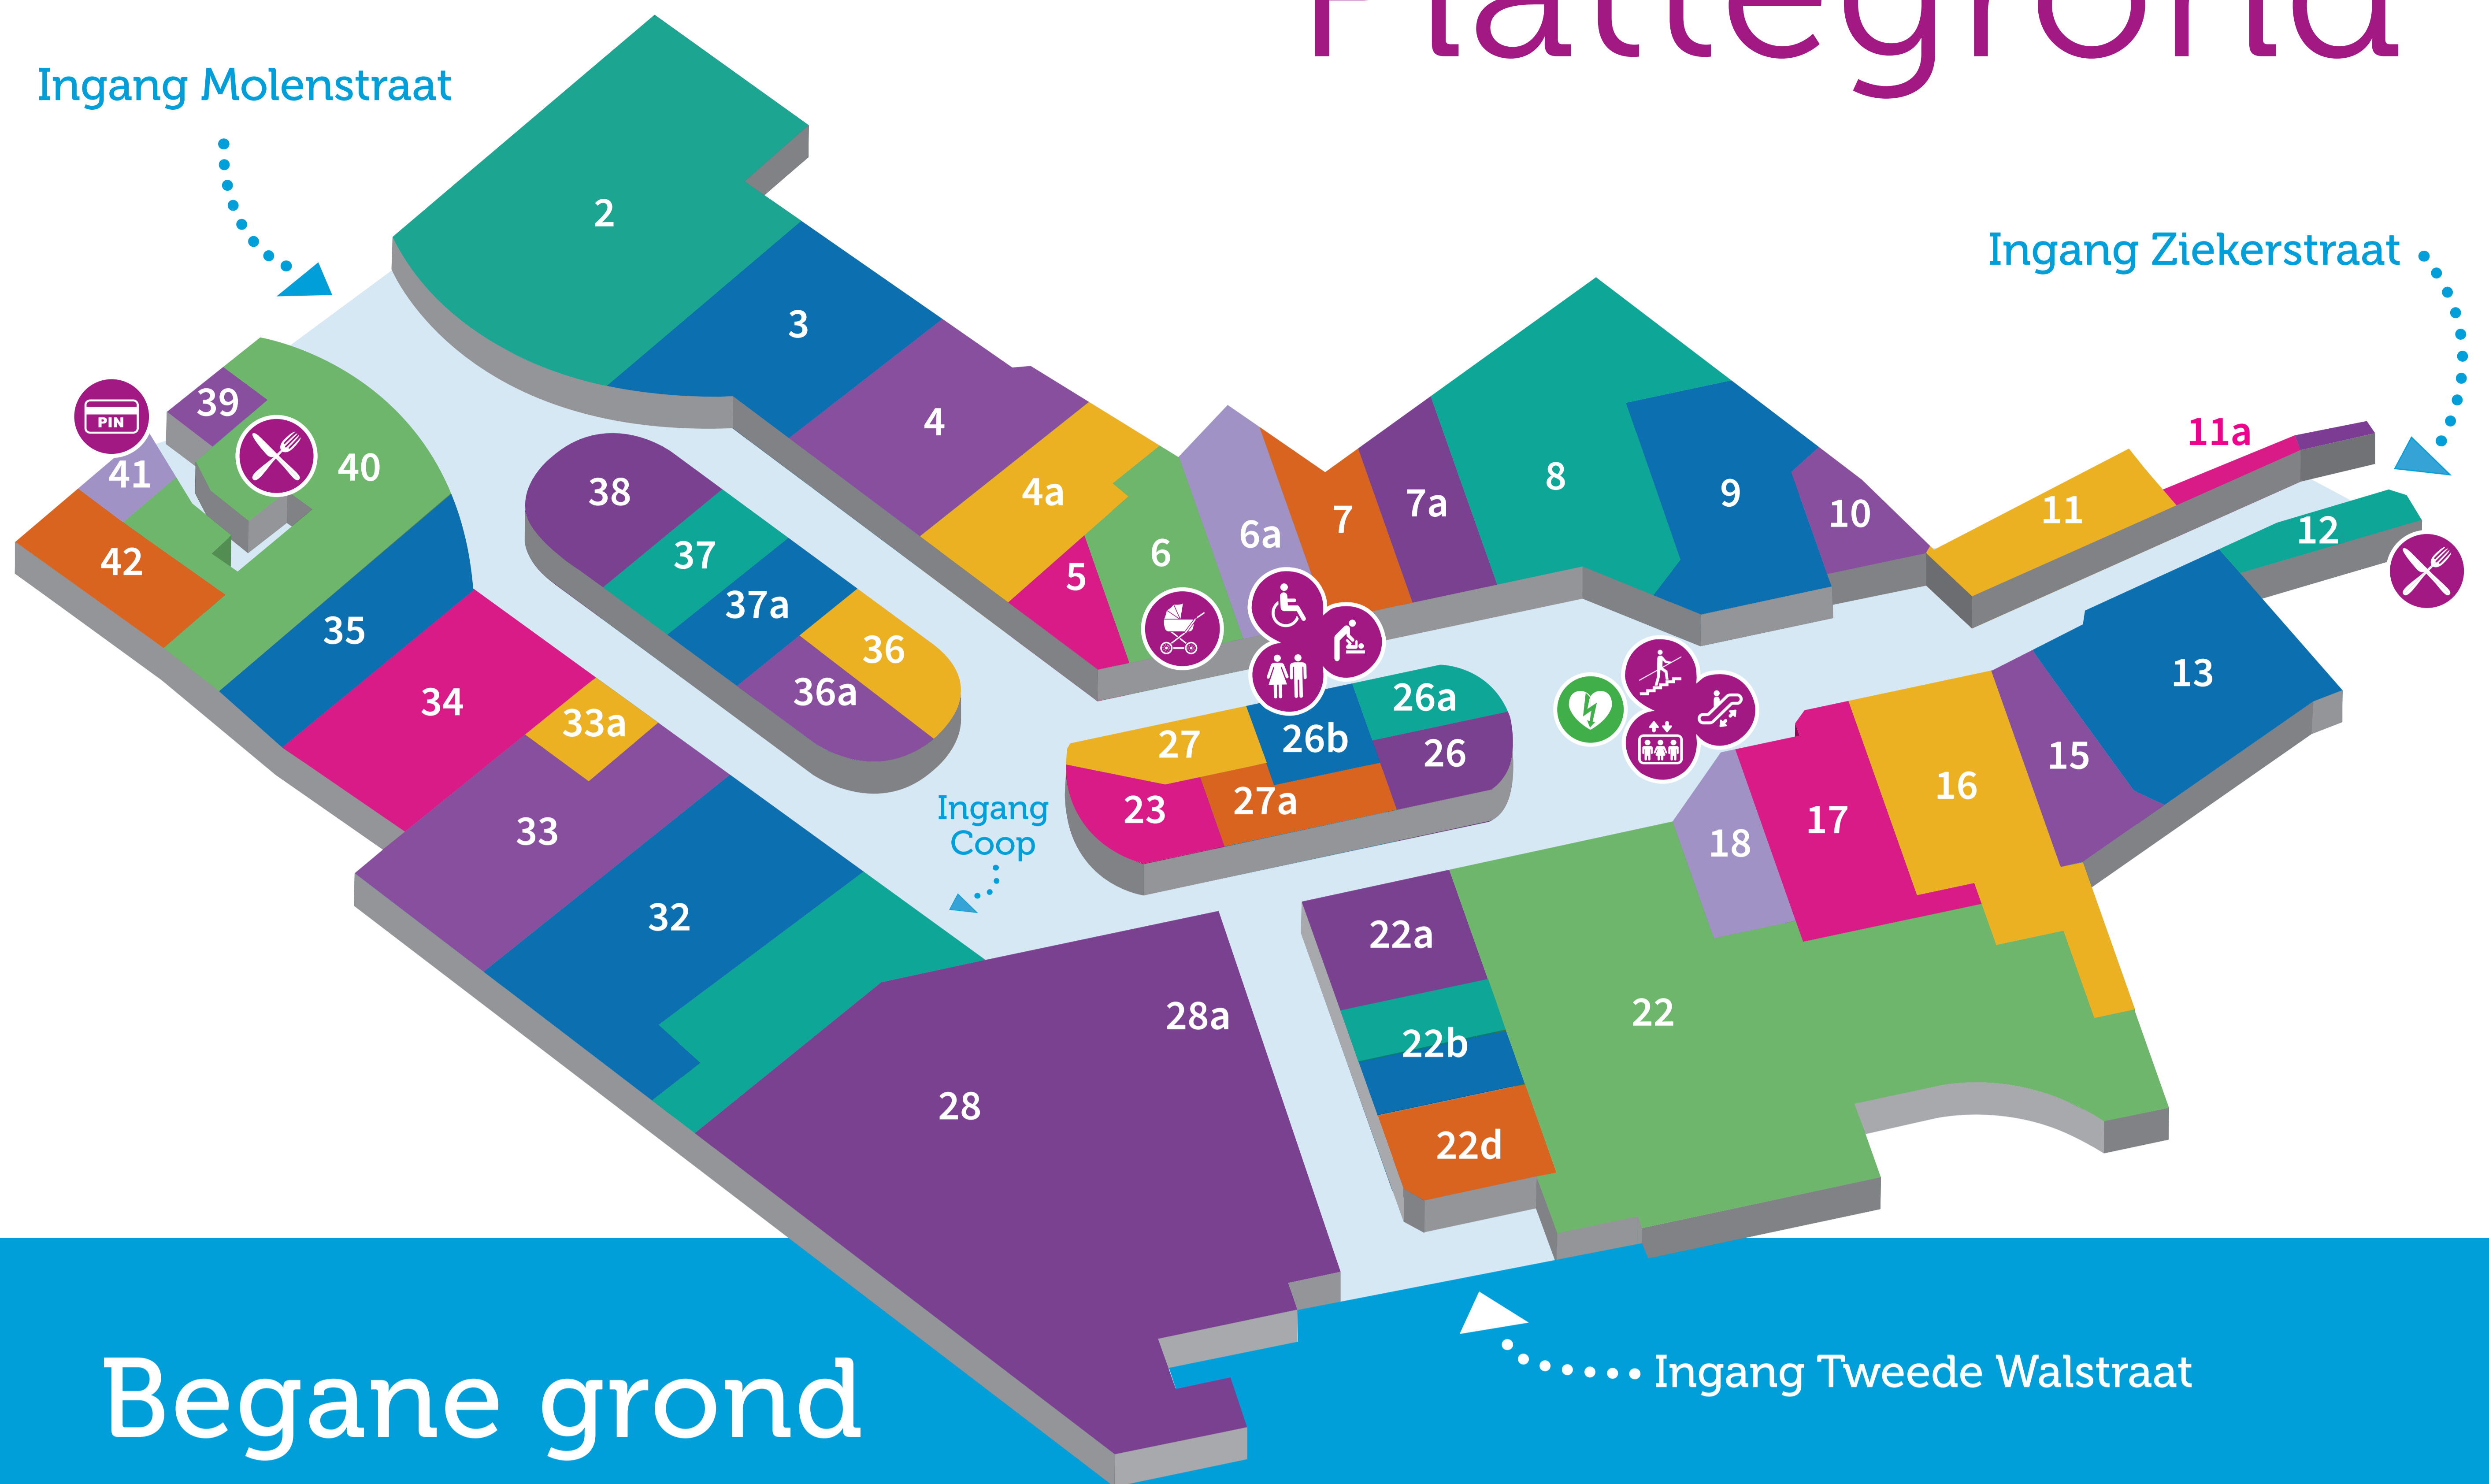 Plattegrond
Ingang Molenstraat
Ingang Ziekerstraat
2
3
4
4a
5
6
6a
7
7a
8
9
10
11
11a
12
13
15
16
17
18
39
PIN
41
40
42
35
38
37
37a
36
36a
34
33a
33
32
27
26b
26a
26
23
27a
Ingang
Coop
28a
28
22a
22b
22d
22
Begane grond
Ingang Tweede Walstraat